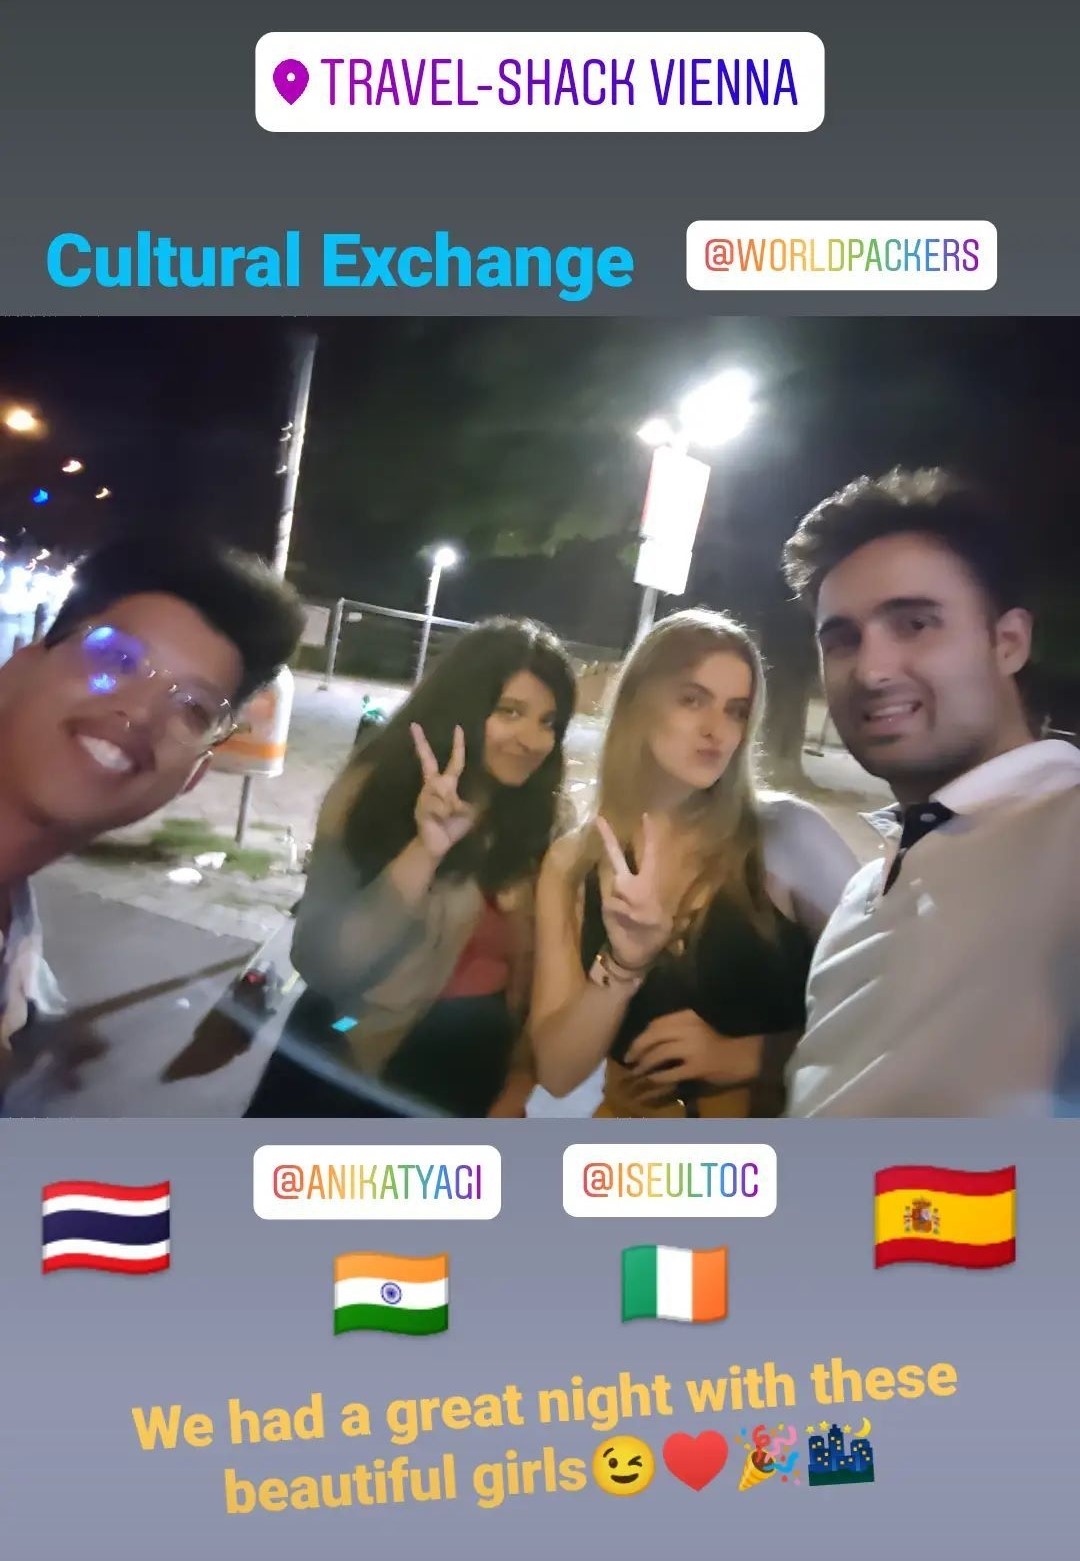 TRAVEL-SHACK VIENNA
Cultural Exchange
@WORLDPACKERS
@ANIKATYAGI
@ISEULTOC
We had a great night with these
beautiful girls😉❤️🎉🌃